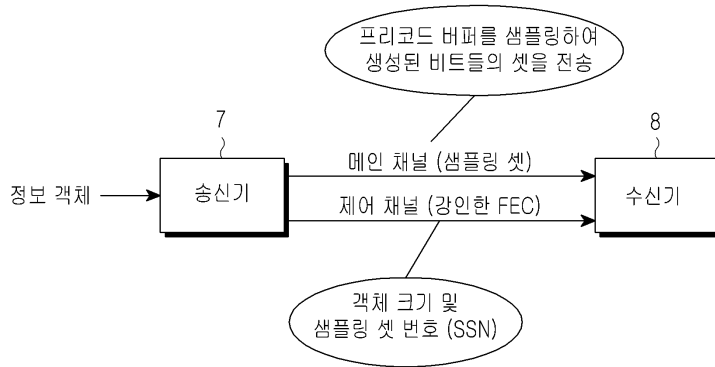 프리코드 버퍼를 샘플링하여
생성된 비트들의 셋을 전송
7
8
정보 객체
송신기
메인 채널 (샘플링 셋)
제어 채널 (강인한 FEC)
수신기
객체 크기 및
샘플링 셋 번호 (SSN)